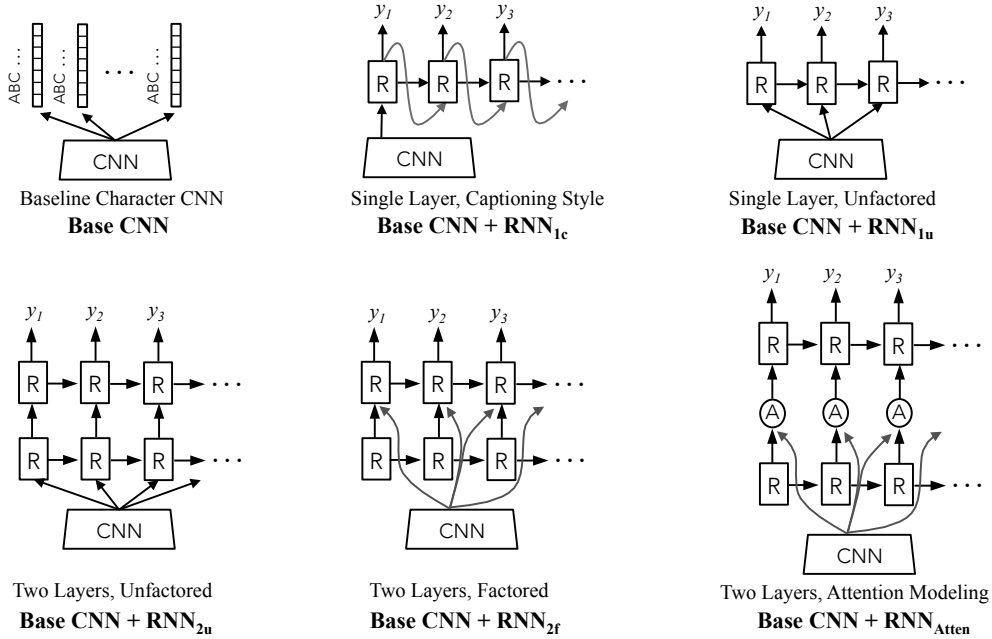 ABC ... ABC ... ... ABC ...
CNN
Baseline Character CNN
Base CNN
y1 y2 y3
R R R ...
CNN
Single Layer, Captioning Style
Base CNN + RNN1c
y1 y2 y3
R R R ...
CNN
Single Layer, Unfactored
Base CNN + RNN1u
y1 y2 y3
R R R ...
R R R ...
CNN
Two Layers, Unfactored
Base CNN + RNN2u
y1 y2 y3
R R R ...
R R R ...
CNN
Two Layers, Factored
Base CNN + RNN2f
y1 y2 y3
R R R ...
A A A
R R R ...
CNN
Two Layers, Attention Modeling
Base CNN + RNNAtten